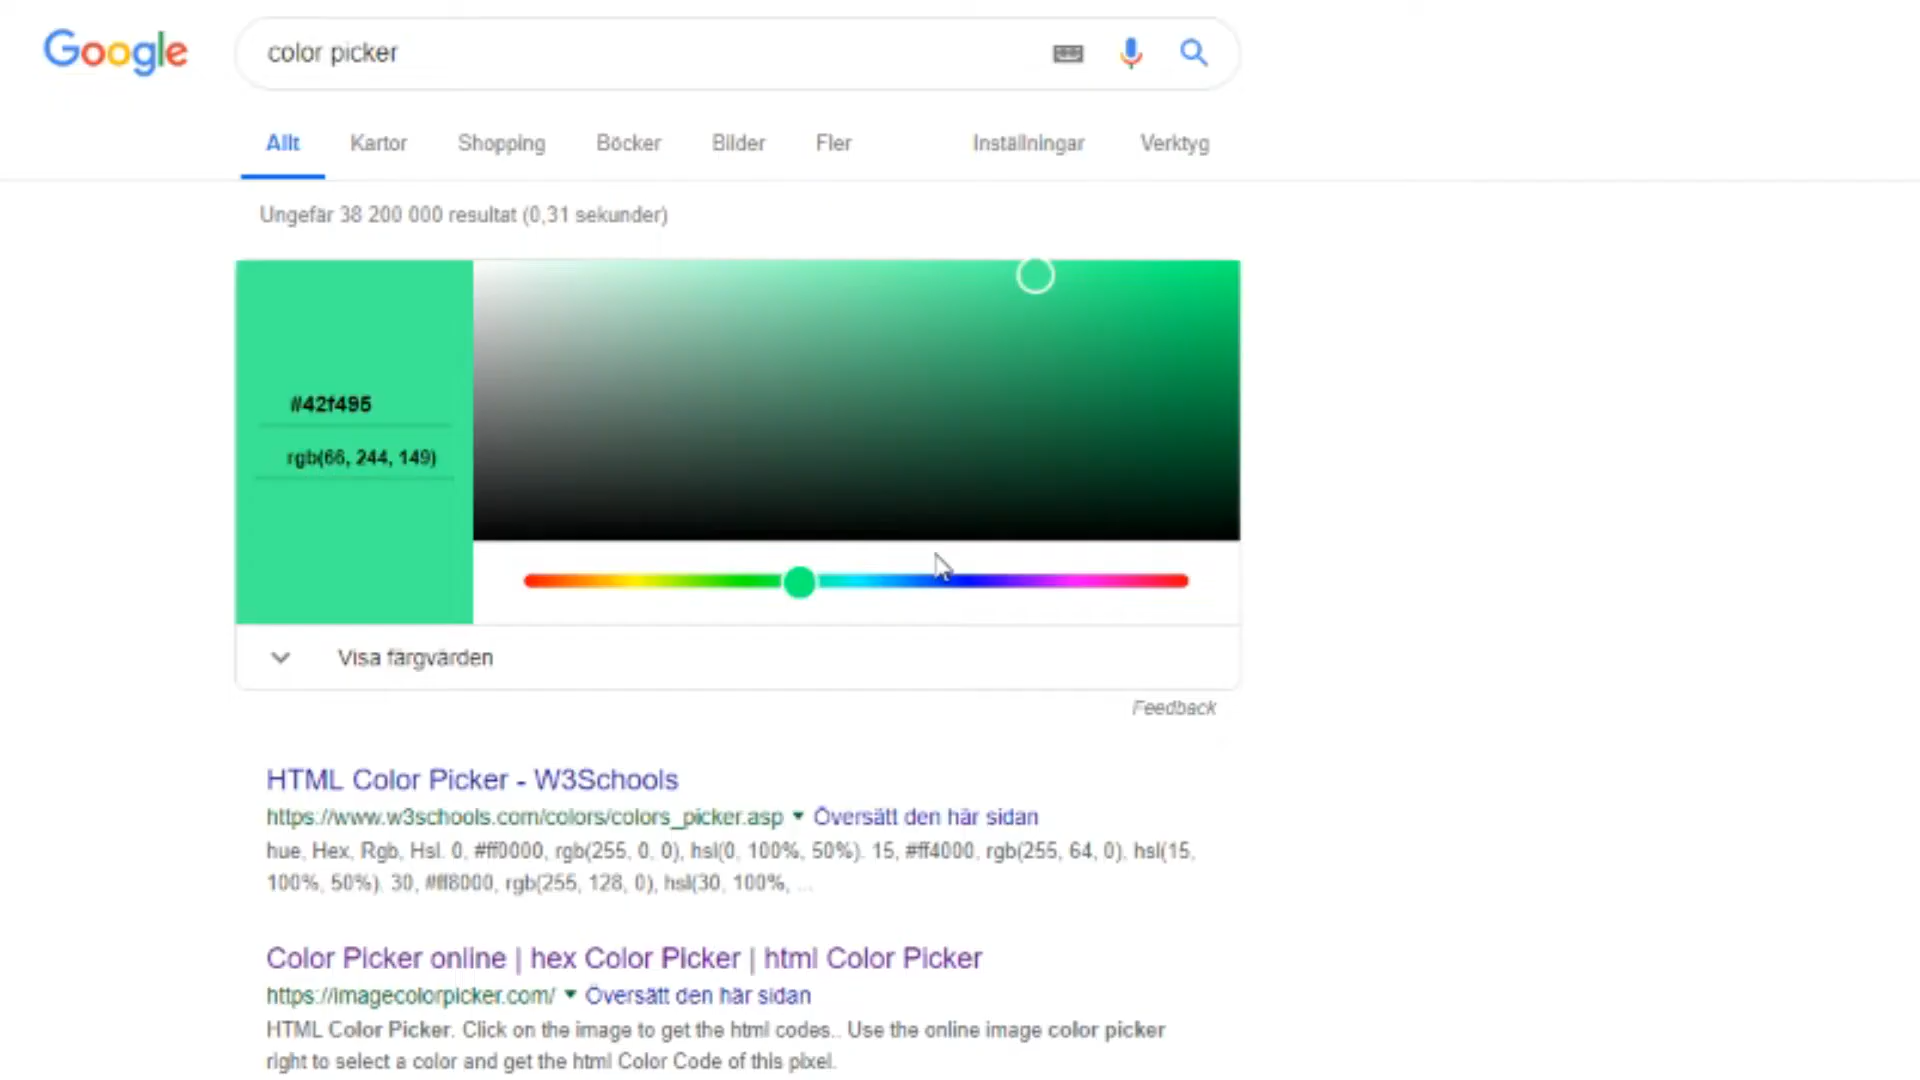 Google
color picker
Allt Kartor Shopping Böcker Bilder Fler Inställningar Verktyg
Ungefär 38 200 000 resultat (0,31 sekunder)
#42f495
rgb(66, 244, 149)
Visa färgvärden
Feedback
HTML Color Picker - W3Schools
https://www.w3schools.com/colors/colors_picker.asp Översätt den här sidan
hue, Hex, Rgb, Hsl. 0, #ff0000, rgb(255, 0, 0), hsl(0, 100%, 50%). 15, #ff4000, rgb(255, 64, 0), hsl(15,
100%, 50%). 30, #ff8000, rgb(255, 128, 0), hsl(30, 100%, ...
Color Picker online | hex Color Picker | html Color Picker
https://imagecolorpicker.com/ Översätt den här sidan
HTML Color Picker. Click on the image to get the html codes.. Use the online image color picker
right to select a color and get the html Color Code of this pixel.